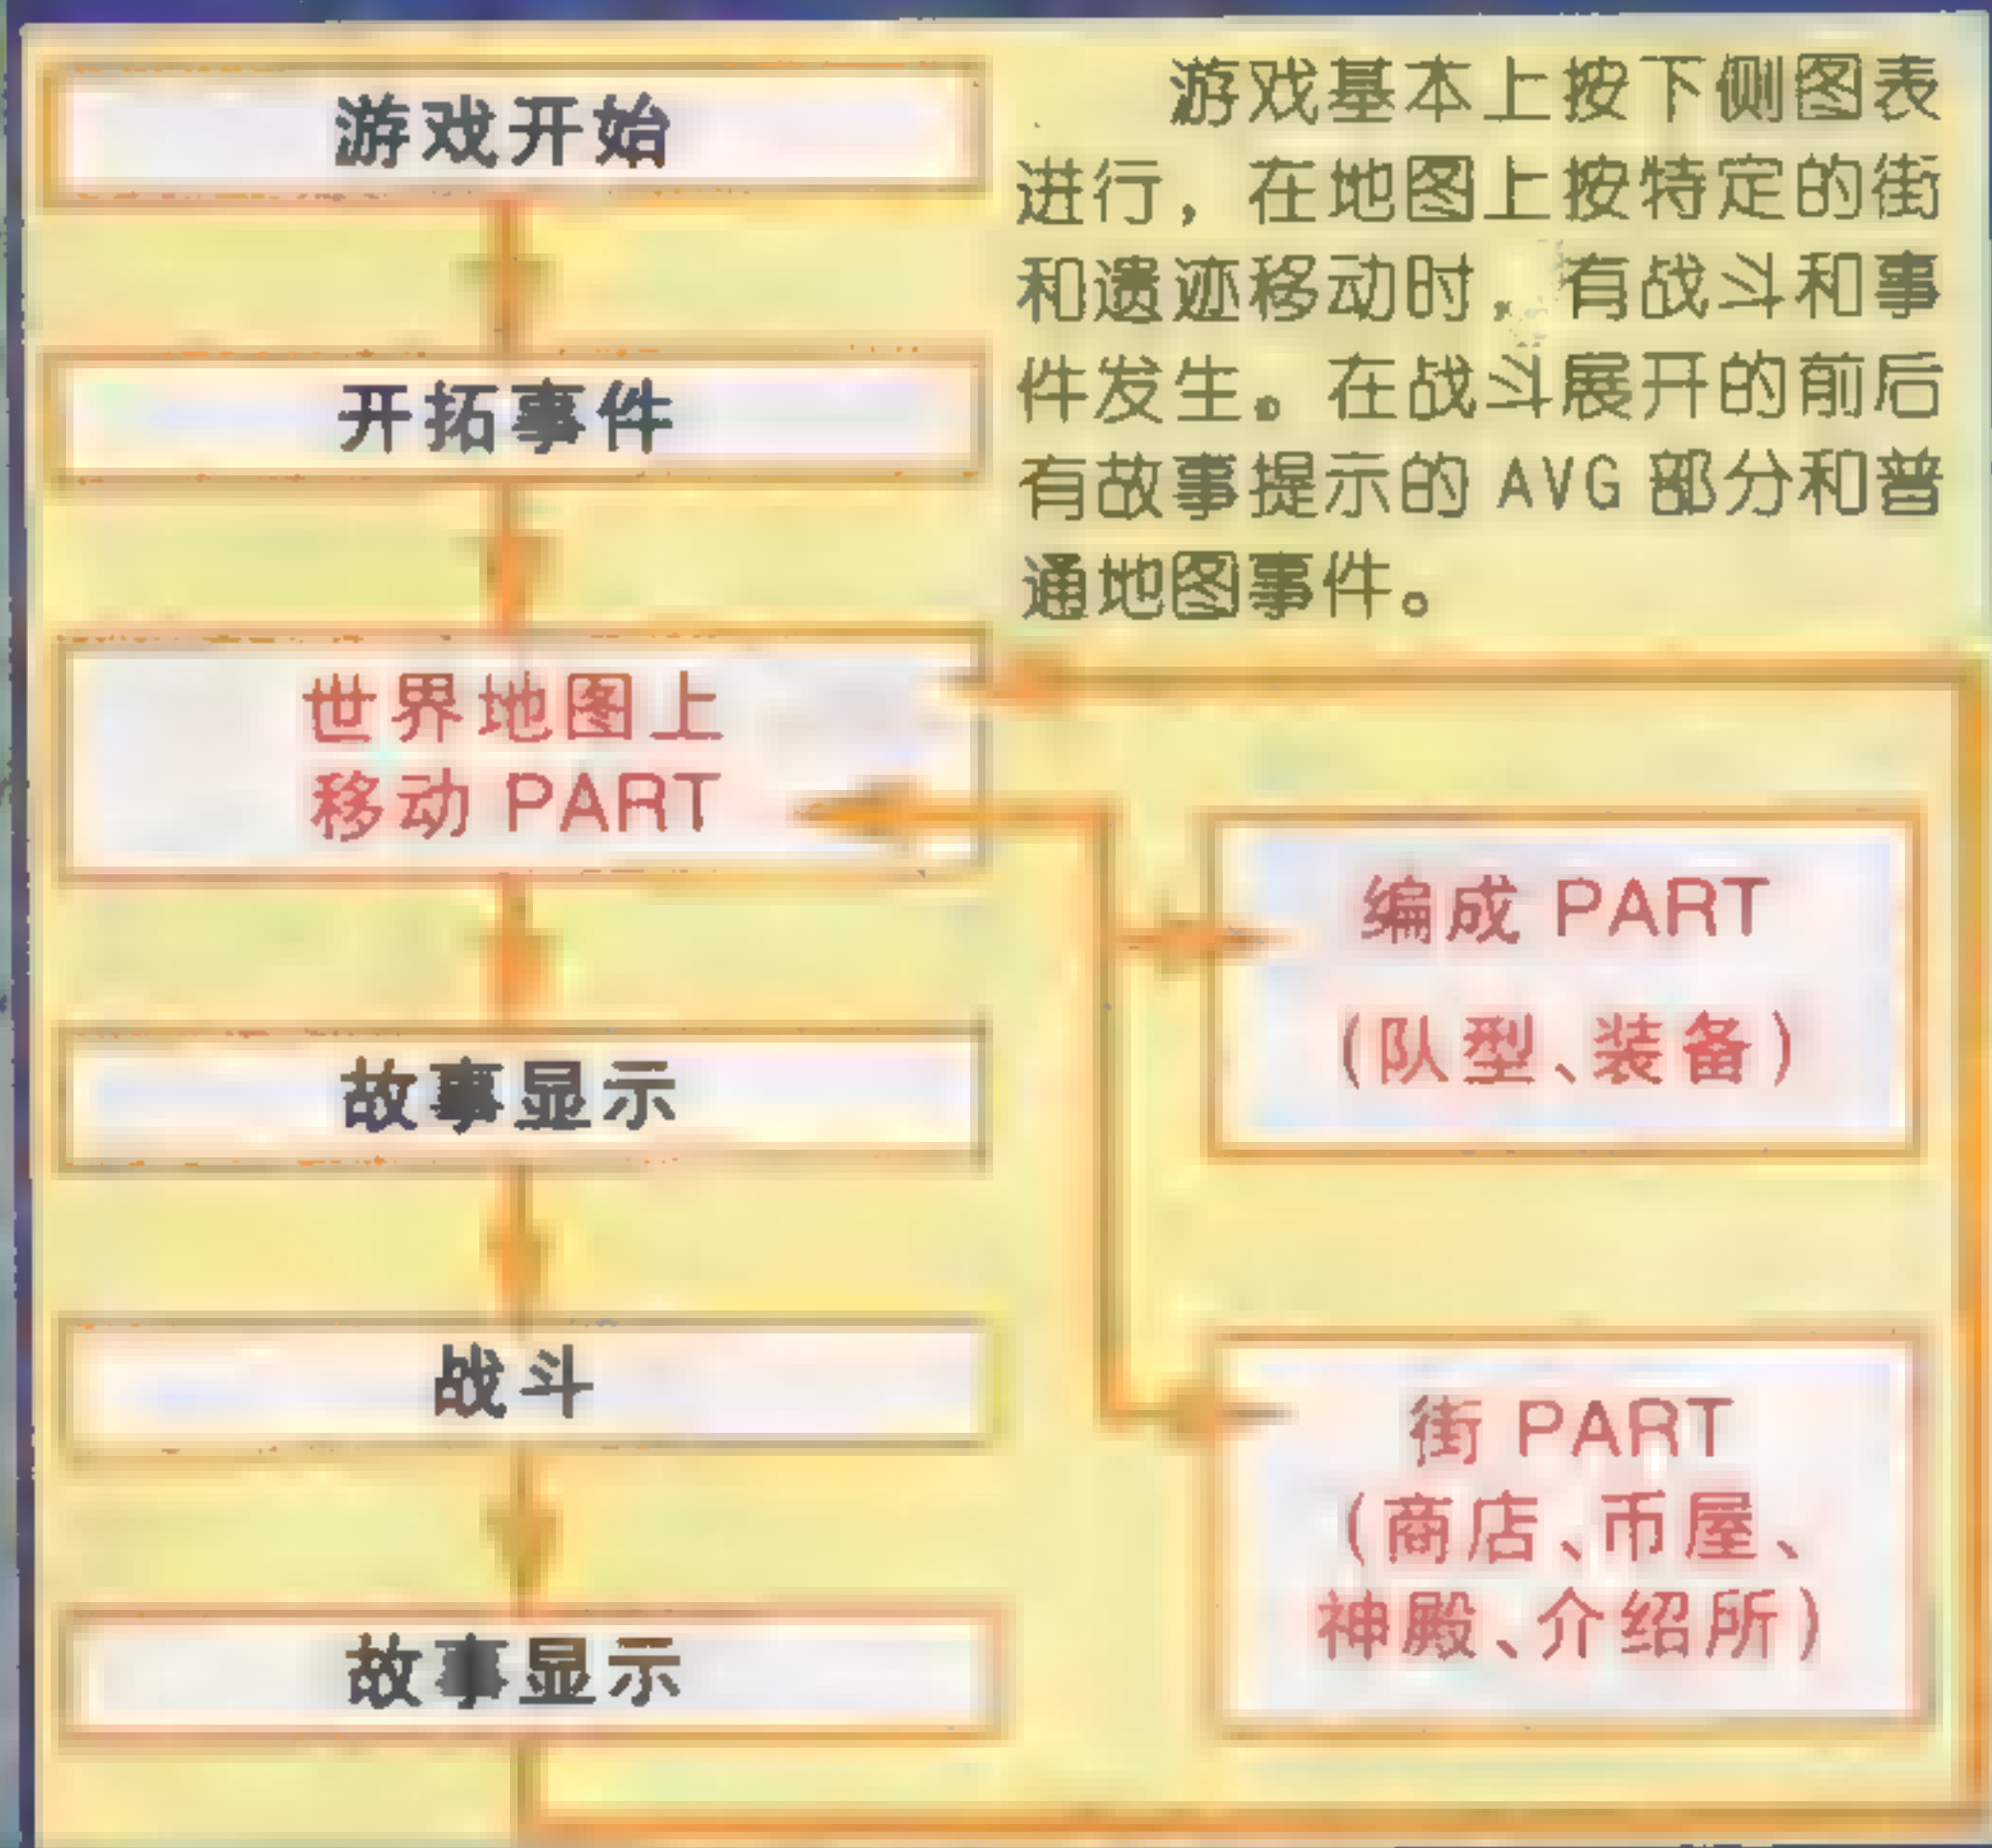 游戏开始
游戏基本上按下侧图表
进行，在地图上按特定的街
和遗迹移动时，有战斗和事
件发生。在战斗展开的前后
有故事提示的 AVG 部分和普
通地图事件。
开拓事件
世界地图上
移动 PART
编成 PART
(队型、装备)
故事显示
战斗
街 PART
(商店、币屋、
神殿、介绍所)
故事显示